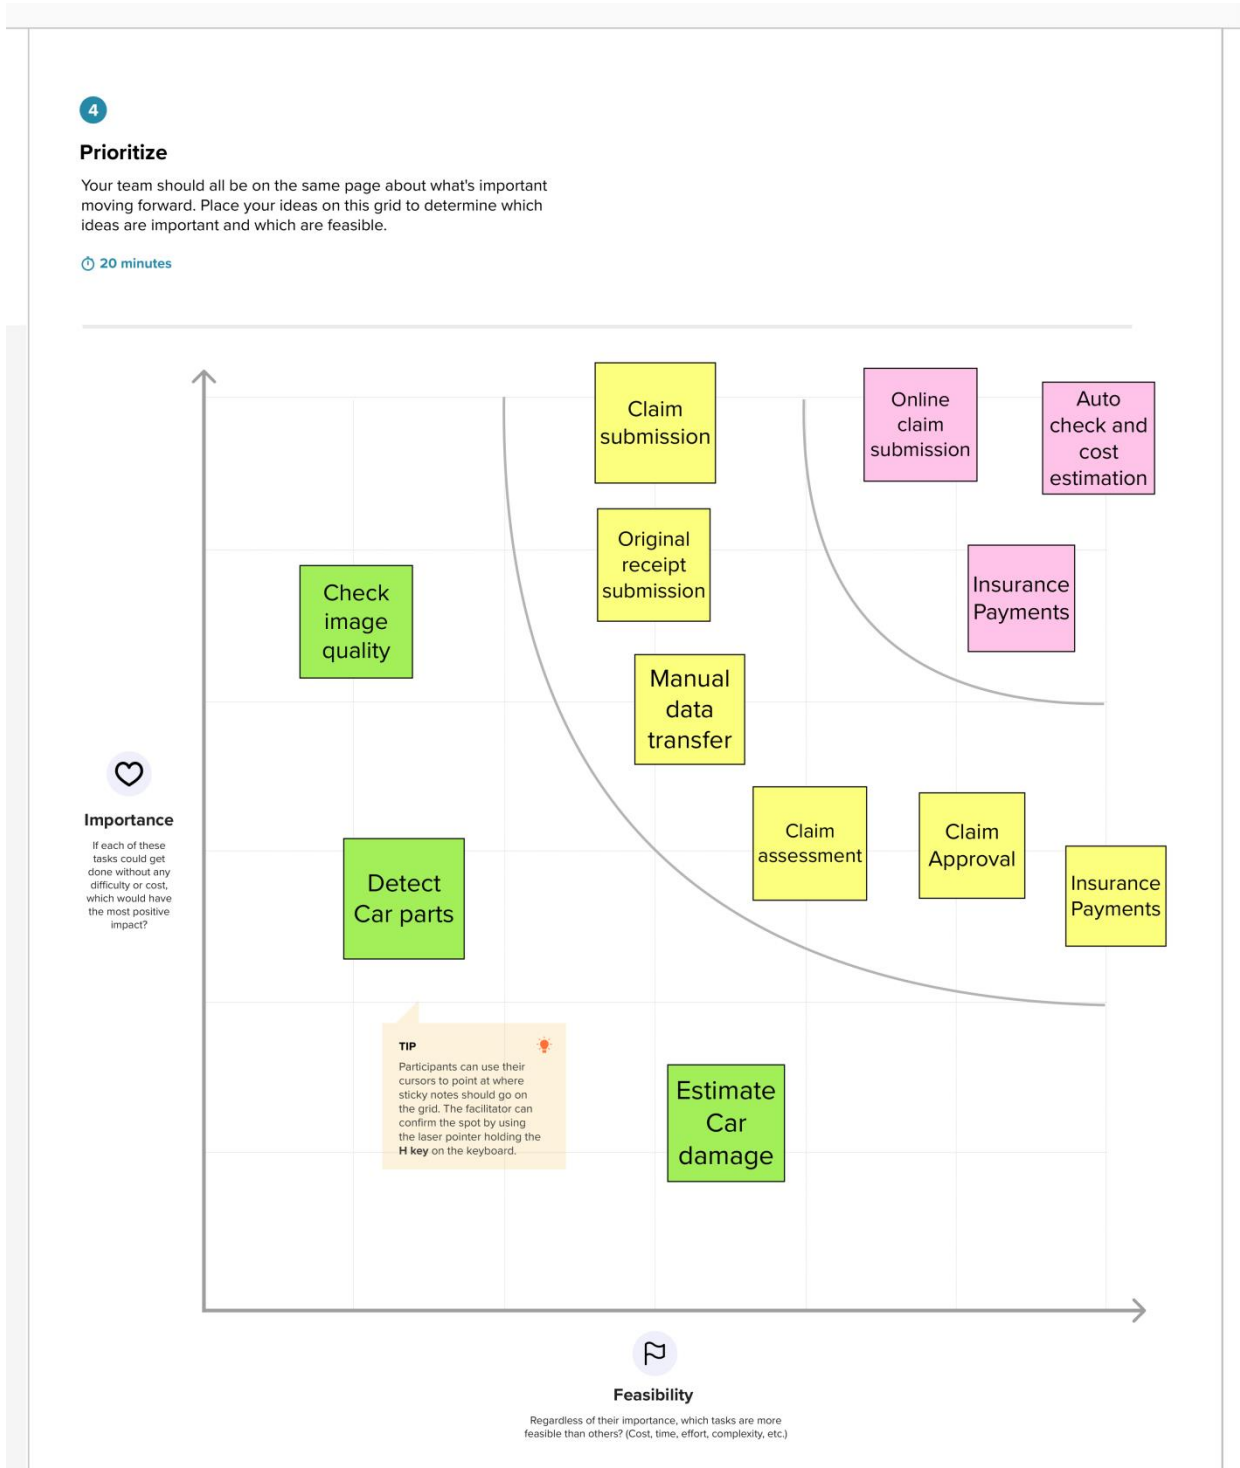 4
Prioritize
Your team should all be on the same page about what's important
moving forward. Place your ideas on this grid to determine which
ideas are important and which are feasible.
20 minutes
Claim
submission
Online
claim
submission
Auto
check and
cost
estimation
Original
receipt
submission
Insurance
Payments
Check
image
quality
Manual
data
transfer
Importance
If each of these
tasks could get
done without any
difficulty or cost,
which would have
the most positive
impact?
Claim
assessment
Claim
Approval
Insurance
Payments
Detect
Car parts
TIP
Participants can use their
cursors to point at where
sticky notes should go on
the grid. The facilitator can
confirm the spot by using
the laser pointer holding the
H key on the keyboard.
Estimate
Car
damage
Feasibility
Regardless of their importance, which tasks are more
feasible than others? (Cost, time, effort, complexity, etc.)